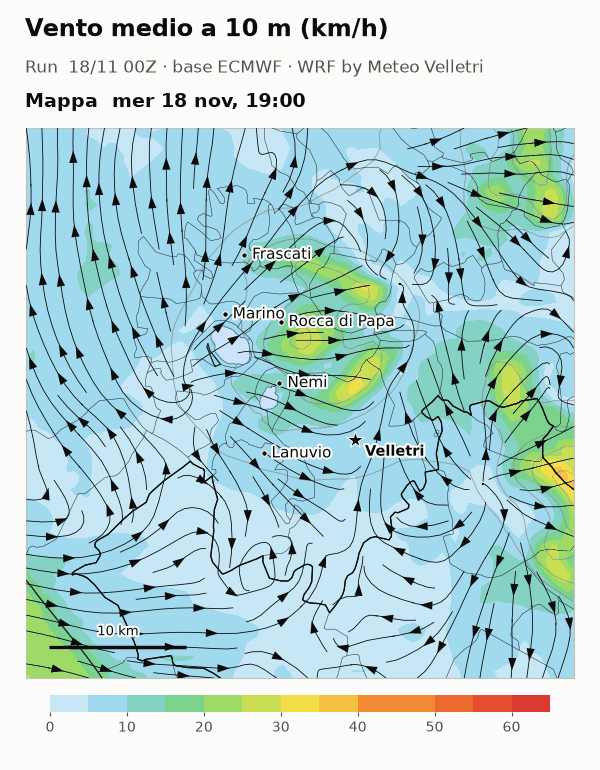 Vento medio a 10 m (km/h)
Run  18/11 00Z · base ECMWF · WRF by Meteo Velletri
Mappa  mer 18 nov, 19:00
Frascati
Marino
Rocca di Papa
Nemi
Velletri
Lanuvio
10 km
0 10 20 30 40 50 60